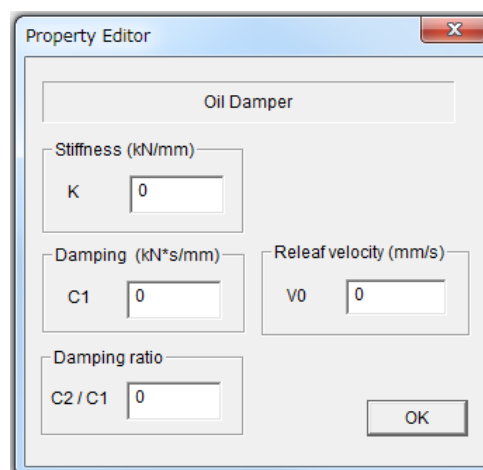 Property Editor
Oil Damper
Stiffness (kN/mm)
K 0
Damping (kN*s/mm)
C1 0
Releaf velocity (mm/s)
V0 0
Damping ratio
C2 / C1 0
OK